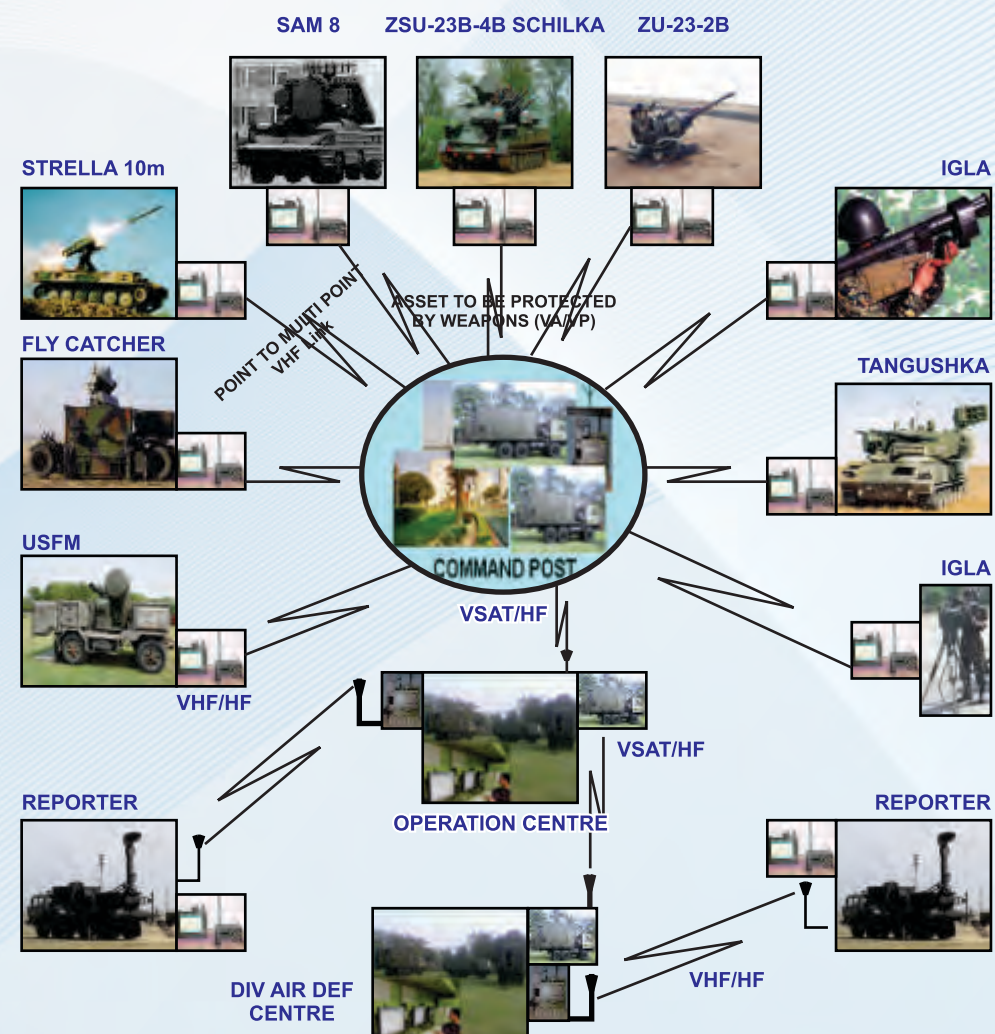 SAM 8
ZSU-23B-4B SCHILKA
ZU-23-2B
STRELLA 10m
IGLA
POINT TO MULTI POINT
VHF Link
ASSET TO BE PROTECTED
BY WEAPONS (VA/VP)
FLY CATCHER
TANGUSHKA
USFM
COMMAND POST
IGLA
VSAT/HF
VHF/HF
VSAT/HF
REPORTER
OPERATION CENTRE
REPORTER
DIV AIR DEF
CENTRE
VHF/HF